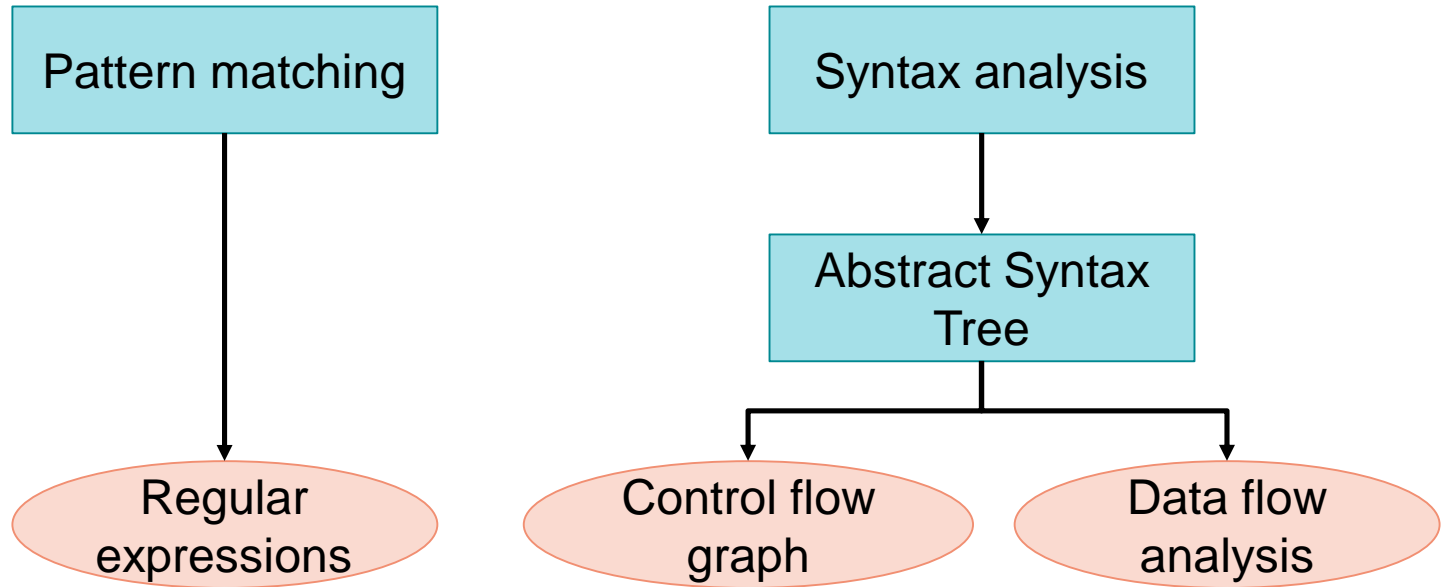 Pattern matching
Syntax analysis
Abstract Syntax
Tree
Regular
expressions
Control flow
graph
Data flow
analysis